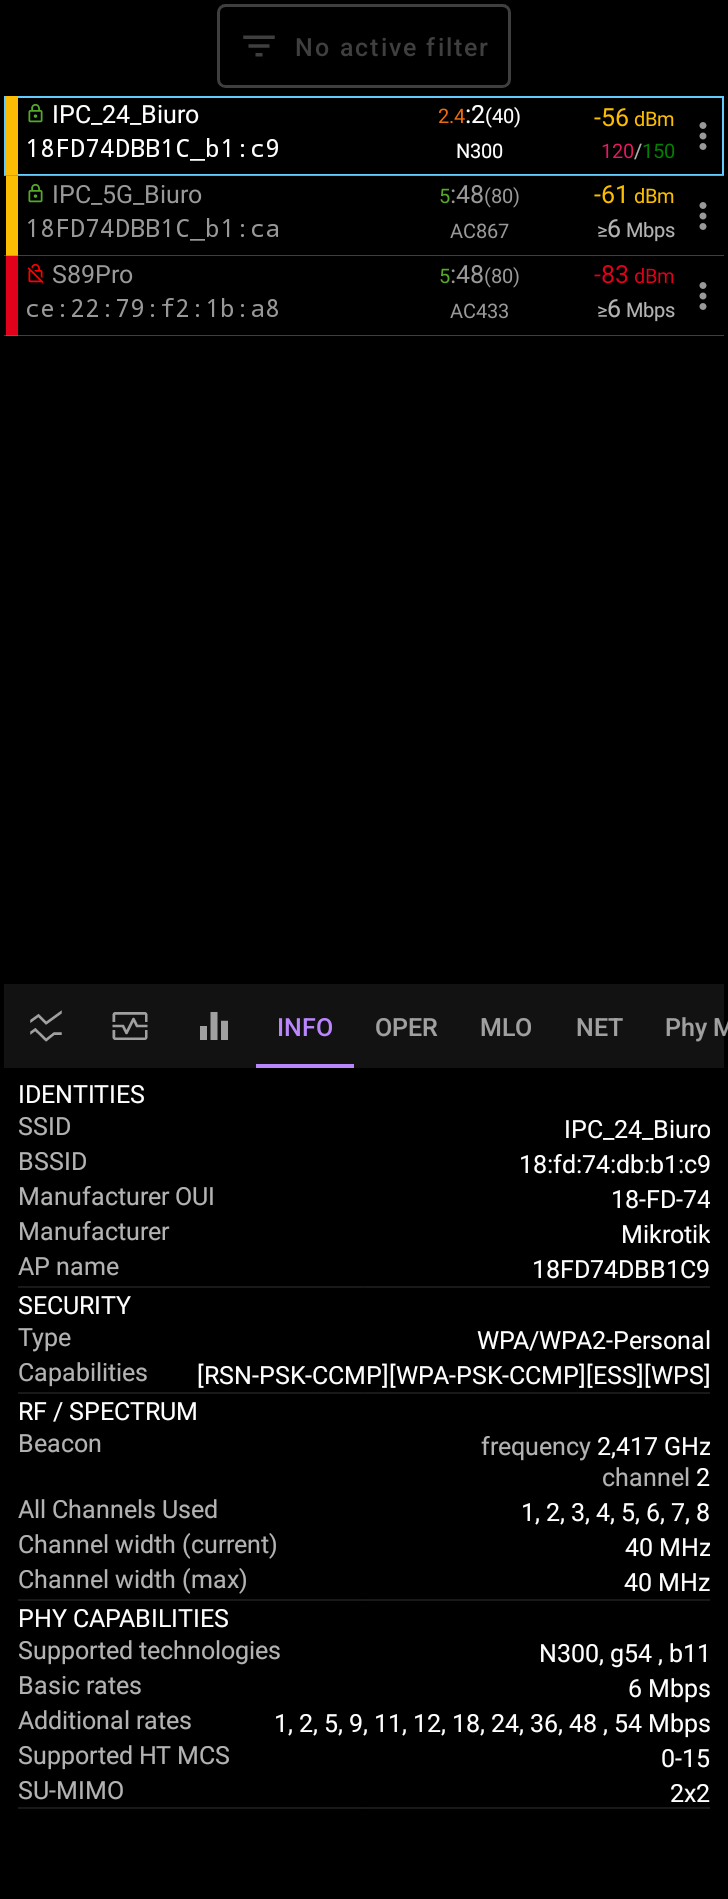 No active filter
IPC_24_Biuro 2.4:2(40) -56 dBm
18FD74DBB1C_b1:c9 N300 120/150
IPC_5G_Biuro 5:48(80) -61 dBm
18FD74DBB1C_b1:ca AC867 ≥6 Mbps
S89Pro 5:48(80) -83 dBm
ce:22:79:f2:1b:a8 AC433 ≥6 Mbps
INFO OPER MLO NET Phy M
IDENTITIES
SSID IPC_24_Biuro
BSSID 18:fd:74:db:b1:c9
Manufacturer OUI 18-FD-74
Manufacturer Mikrotik
AP name 18FD74DBB1C9
SECURITY
Type WPA/WPA2-Personal
Capabilities [RSN-PSK-CCMP][WPA-PSK-CCMP][ESS][WPS]
RF / SPECTRUM
Beacon frequency 2,417 GHz
channel 2
All Channels Used 1, 2, 3, 4, 5, 6, 7, 8
Channel width (current) 40 MHz
Channel width (max) 40 MHz
PHY CAPABILITIES
Supported technologies N300, g54 , b11
Basic rates 6 Mbps
Additional rates 1, 2, 5, 9, 11, 12, 18, 24, 36, 48 , 54 Mbps
Supported HT MCS 0-15
SU-MIMO 2x2